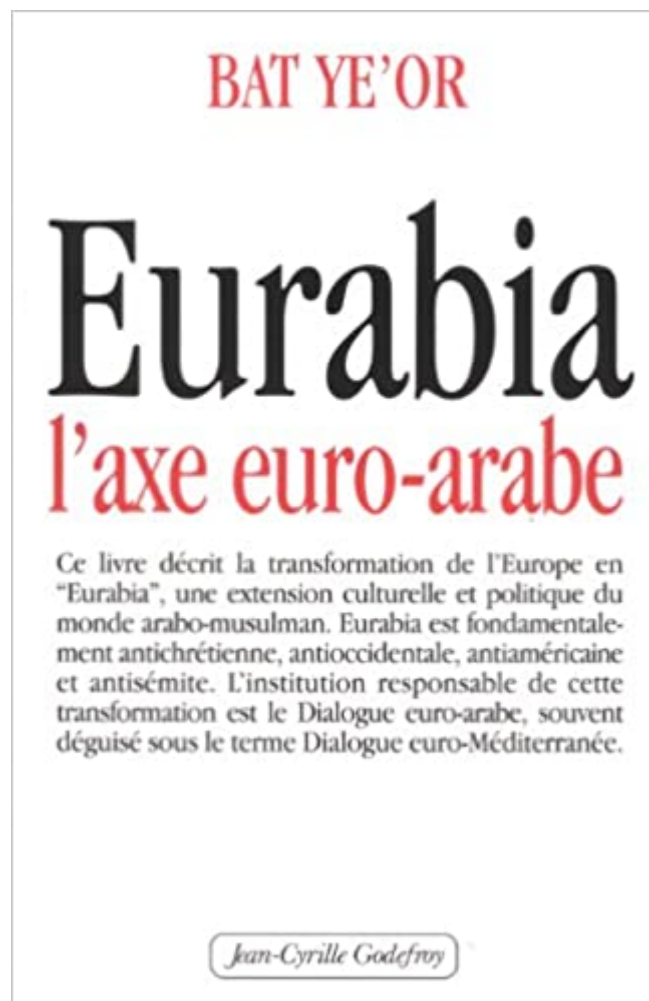 BAT YE'OR
Eurabia
l'axe euro-arabe
Ce livre décrit la transformation de l'Europe en
“Eurabia”, une extension culturelle et politique du
monde arabo-musulman. Eurabia est fondamentale-
ment antichrétienne, antioccidentale, antiaméricaine
et antisémite. L'institution responsable de cette
transformation est le Dialogue euro-arabe, souvent
déguisé sous le terme Dialogue euro-Méditerranée.
Jean-Cyrille Godefroy